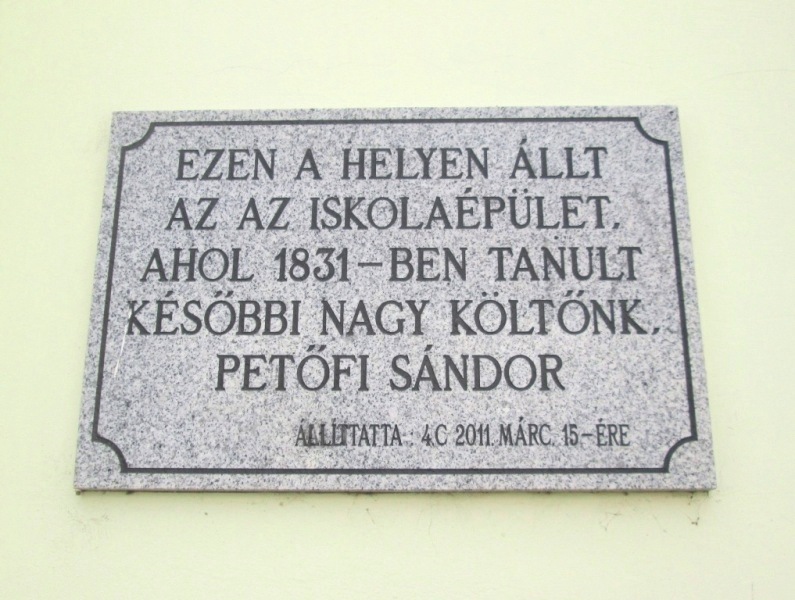 EZEN A HELYEN ÁLLT
AZ AZ ISKOLAÉPÜLET,
AHOL 1831-BEN TANULT
KÉSŐBBI NAGY KÖLTŐNK,
PETŐFI SÁNDOR
ÁLLÍTTATTA: 4.C 2011. MÁRC. 15-ÉRE